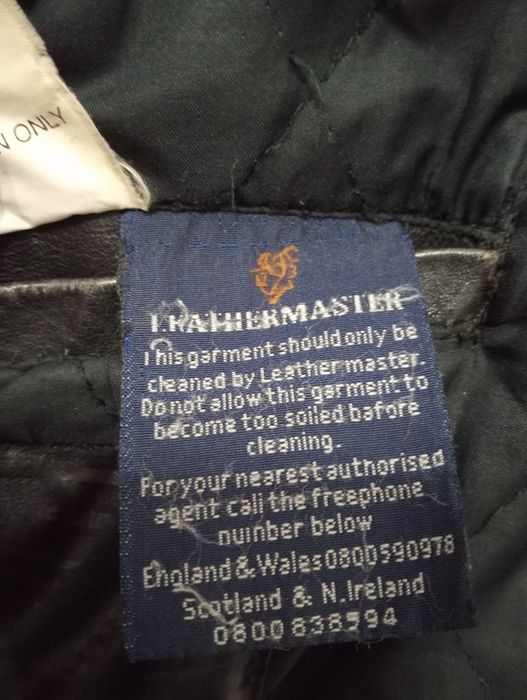 N ONLY
LEATHERMASTER
This garment should only be
cleaned by Leather master
Do not allow this garment to
become too soiled bafore
cleaning.
For your nearest authorised
agent call the freephone
number below
England & Wales 0800 590978
Scotland & N.Ireland
0800 838994